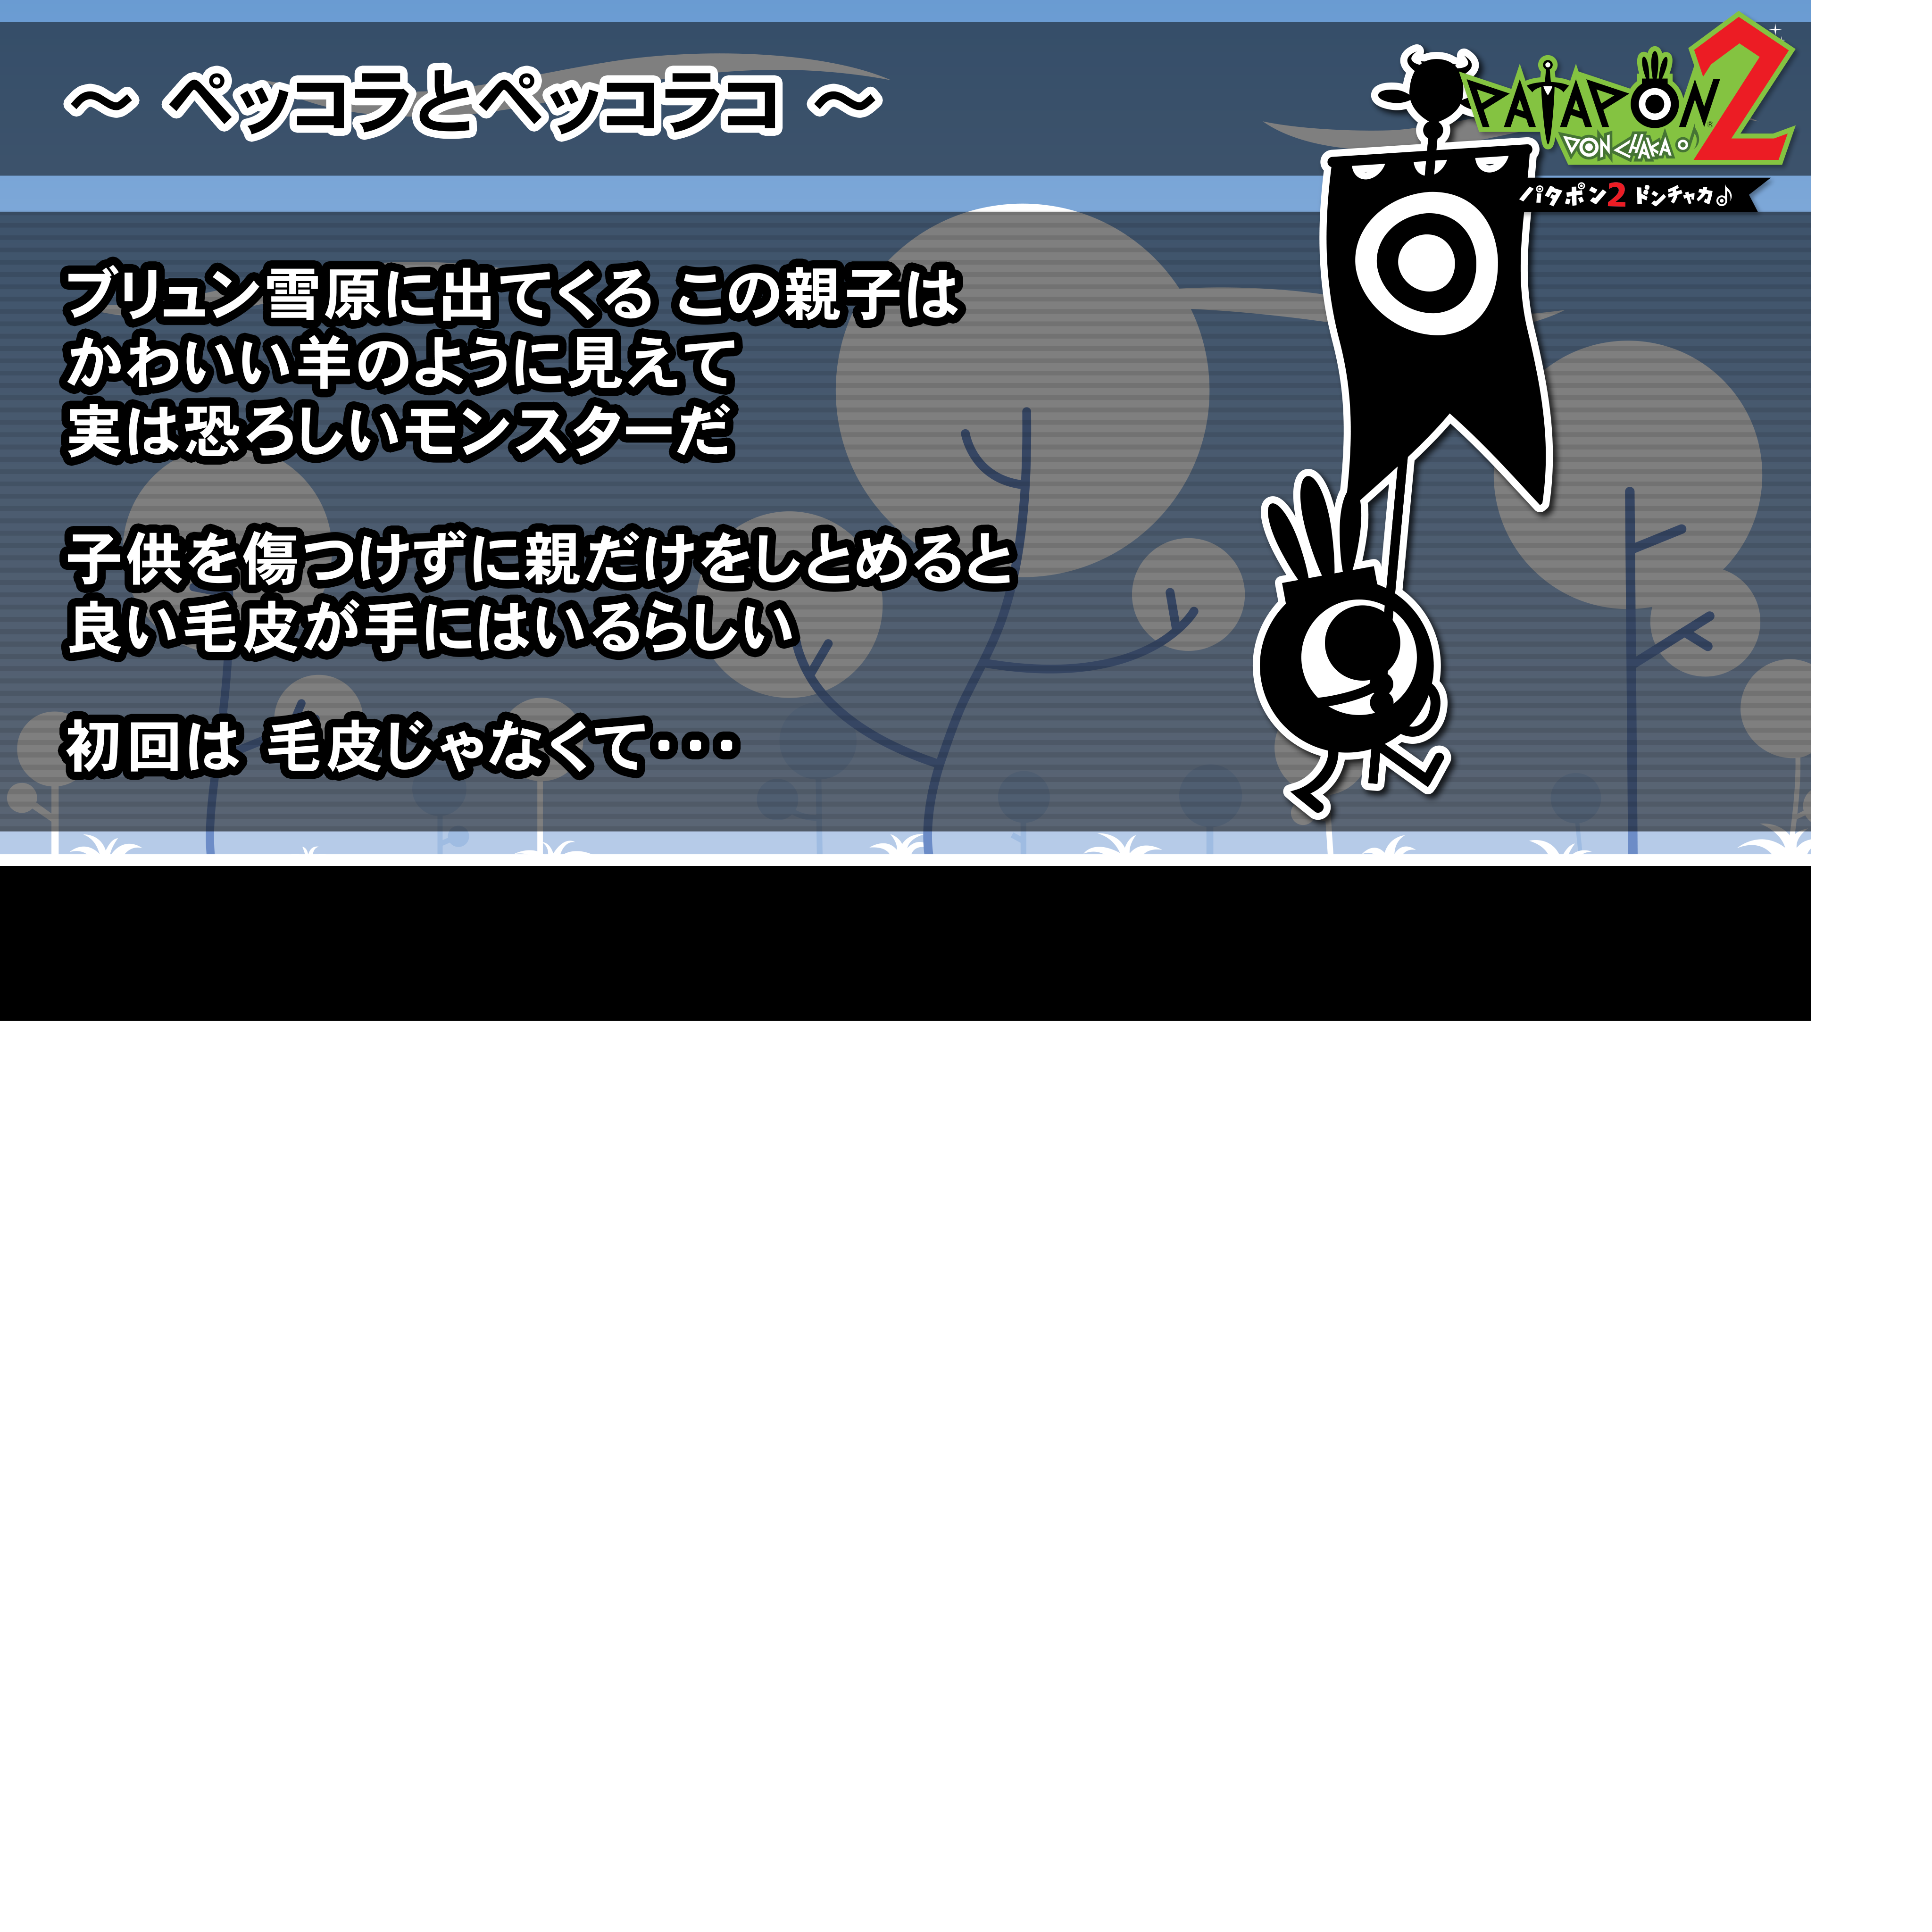 ～ ペッコラとペッコラコ ～
PATAPON2
DON CHAKA♪
パタポン2 ドンチャカ♪
ブリュン雪原に出てくる この親子は
かわいい羊のように見えて
実は恐ろしいモンスターだ
子供を傷つけずに親だけをしとめると
良い毛皮が手にはいるらしい
初回は 毛皮じゃなくて・・・